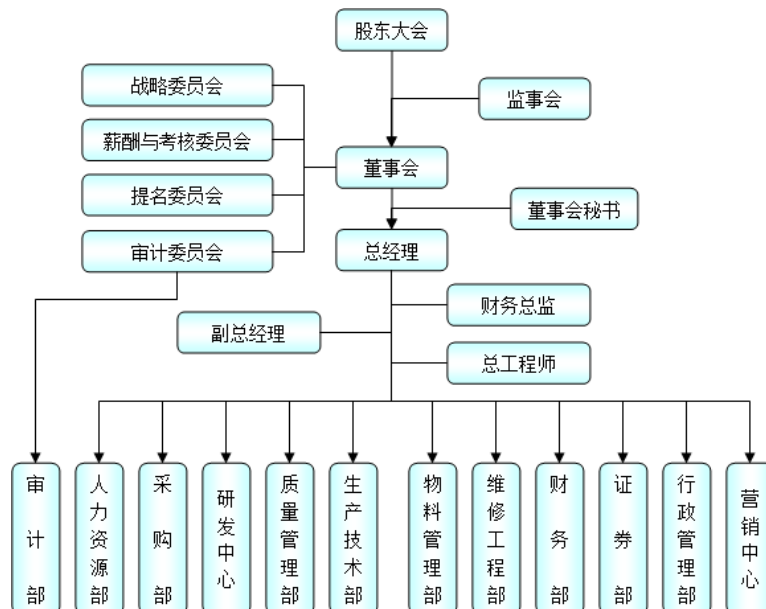 股东大会
战略委员会
监事会
薪酬与考核委员会
董事会
提名委员会
董事会秘书
审计委员会
总经理
财务总监
副总经理
总工程师
审计部
人力资源部
采购部
研发中心
质量管理部
生产技术部
物料管理部
维修工程部
财务部
证券部
行政管理部
营销中心